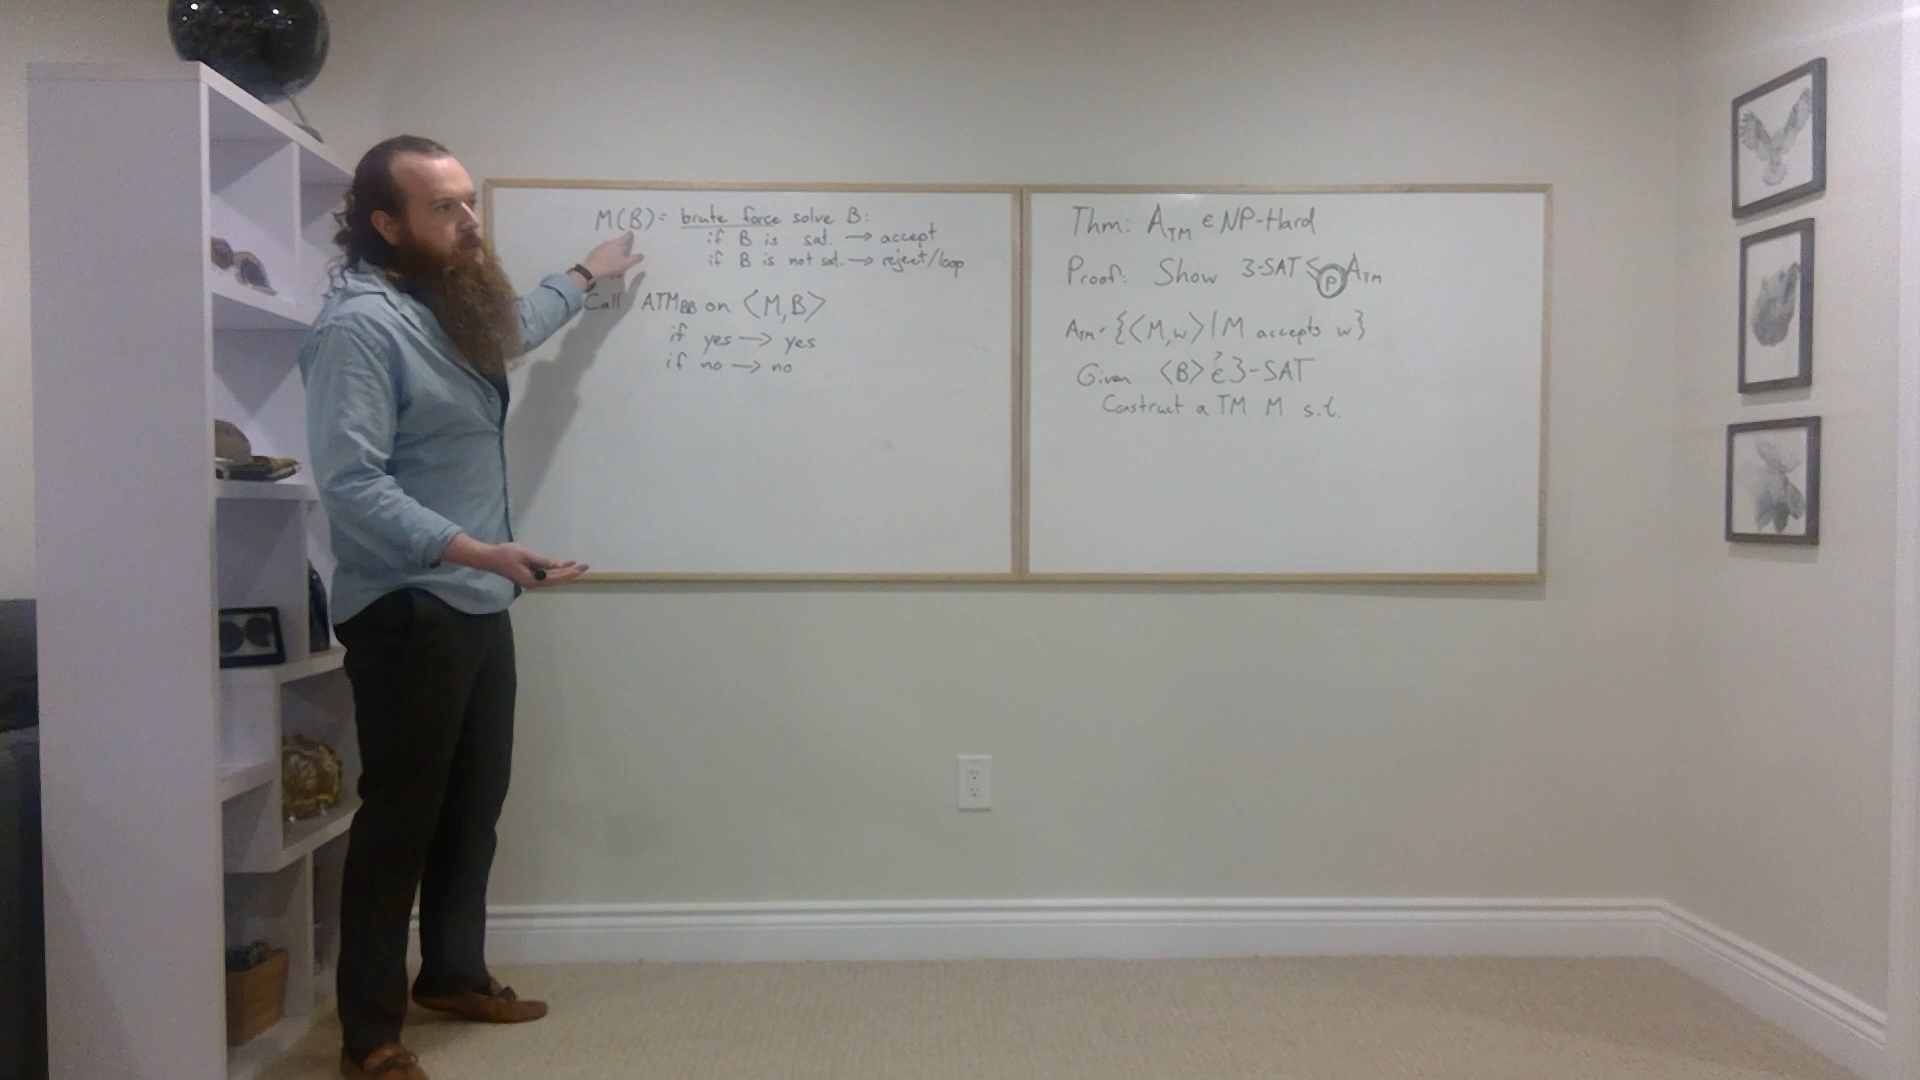 Thm: A_TM ∈ NP-Hard
Proof: Show 3-SAT ≤p A_TM
A_TM = {⟨M,w⟩ | M accepts w}
Given ⟨B⟩ ?∈ 3-SAT
Construct a TM M s.t.
M(B) = brute force solve B:
if B is sat. → accept
if B is not sat. → reject/loop
Call ATM_BB on ⟨M,B⟩
if yes → yes
if no → no